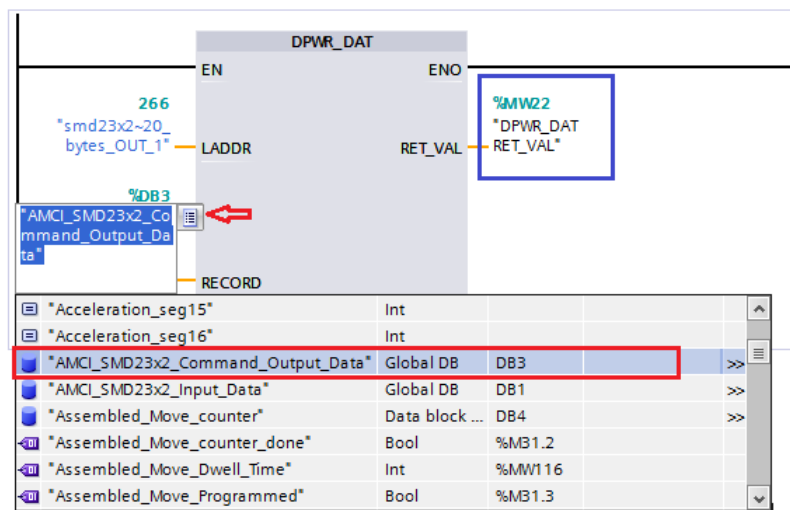 DPWR_DAT
EN ENO
266
"smd23x2~20_
bytes_OUT_1" LADDR
%MW22
"DPWR_DAT
RET_VAL RET_VAL"
%DB3
"AMCI_SMD23x2_Co
mmand_Output_Da
ta"
RECORD
"Acceleration_seg15" Int
"Acceleration_seg16" Int
"AMCI_SMD23x2_Command_Output_Data" Global DB DB3 >>
"AMCI_SMD23x2_Input_Data" Global DB DB1 >>
"Assembled_Move_counter" Data block ... DB4 >>
"Assembled_Move_counter_done" Bool %M31.2
"Assembled_Move_Dwell_Time" Int %MW116
"Assembled_Move_Programmed" Bool %M31.3